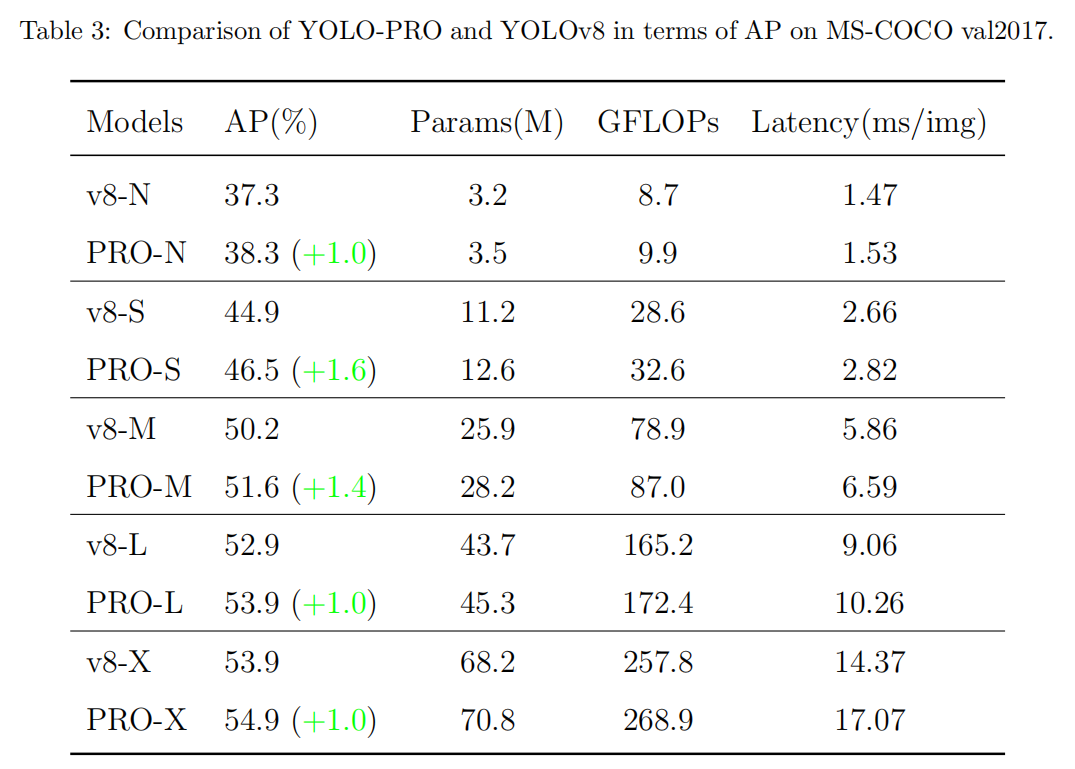 Table 3: Comparison of YOLO-PRO and YOLOv8 in terms of AP on MS-COCO val2017.
Models AP(%) Params(M) GFLOPs Latency(ms/img)
v8-N 37.3 3.2 8.7 1.47
PRO-N 38.3 (+1.0) 3.5 9.9 1.53
v8-S 44.9 11.2 28.6 2.66
PRO-S 46.5 (+1.6) 12.6 32.6 2.82
v8-M 50.2 25.9 78.9 5.86
PRO-M 51.6 (+1.4) 28.2 87.0 6.59
v8-L 52.9 43.7 165.2 9.06
PRO-L 53.9 (+1.0) 45.3 172.4 10.26
v8-X 53.9 68.2 257.8 14.37
PRO-X 54.9 (+1.0) 70.8 268.9 17.07